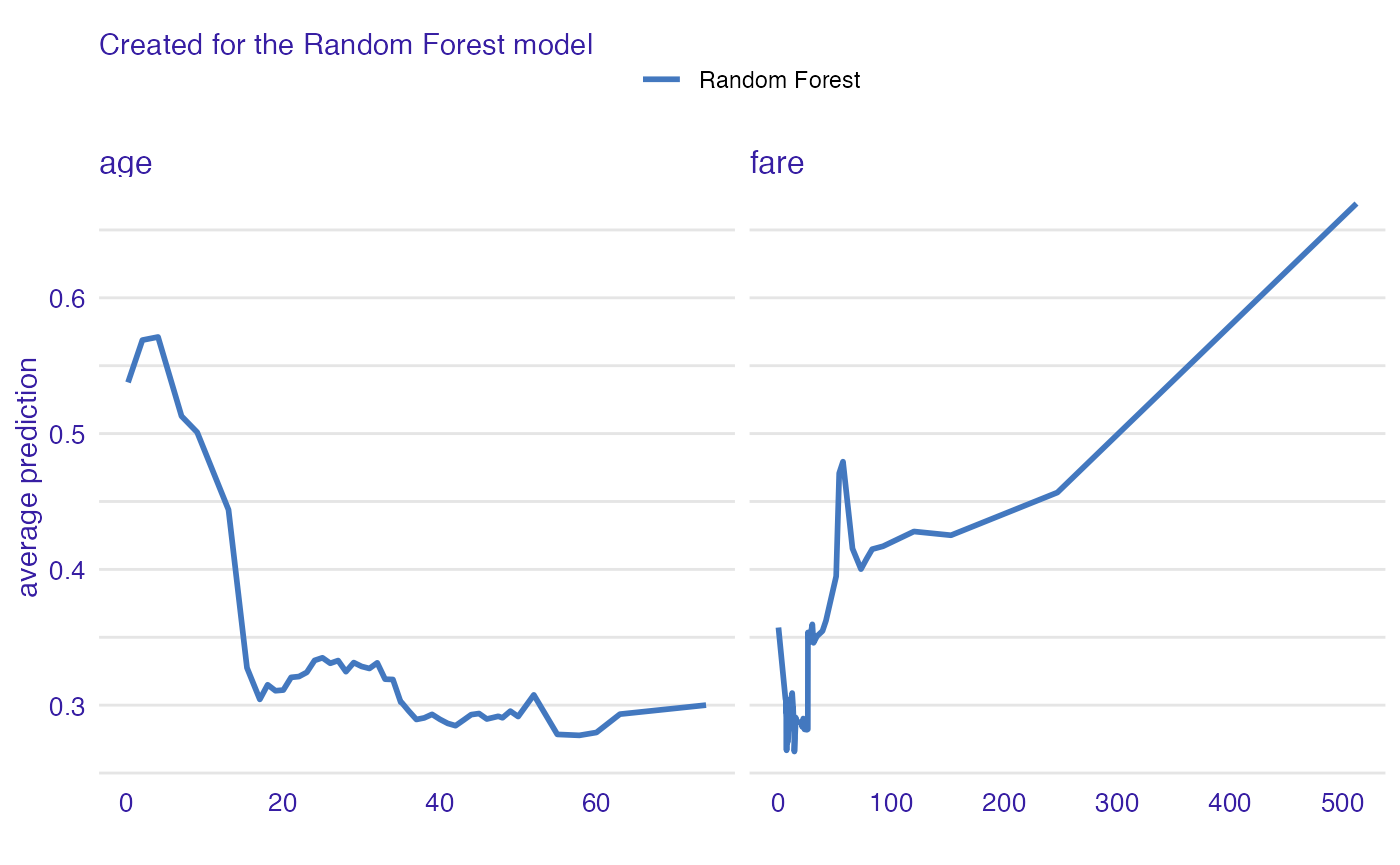 Created for the Random Forest model
Random Forest
age
fare
average prediction
0.6
0.5
0.4
0.3
0 20 40 60
0 100 200 300 400 500